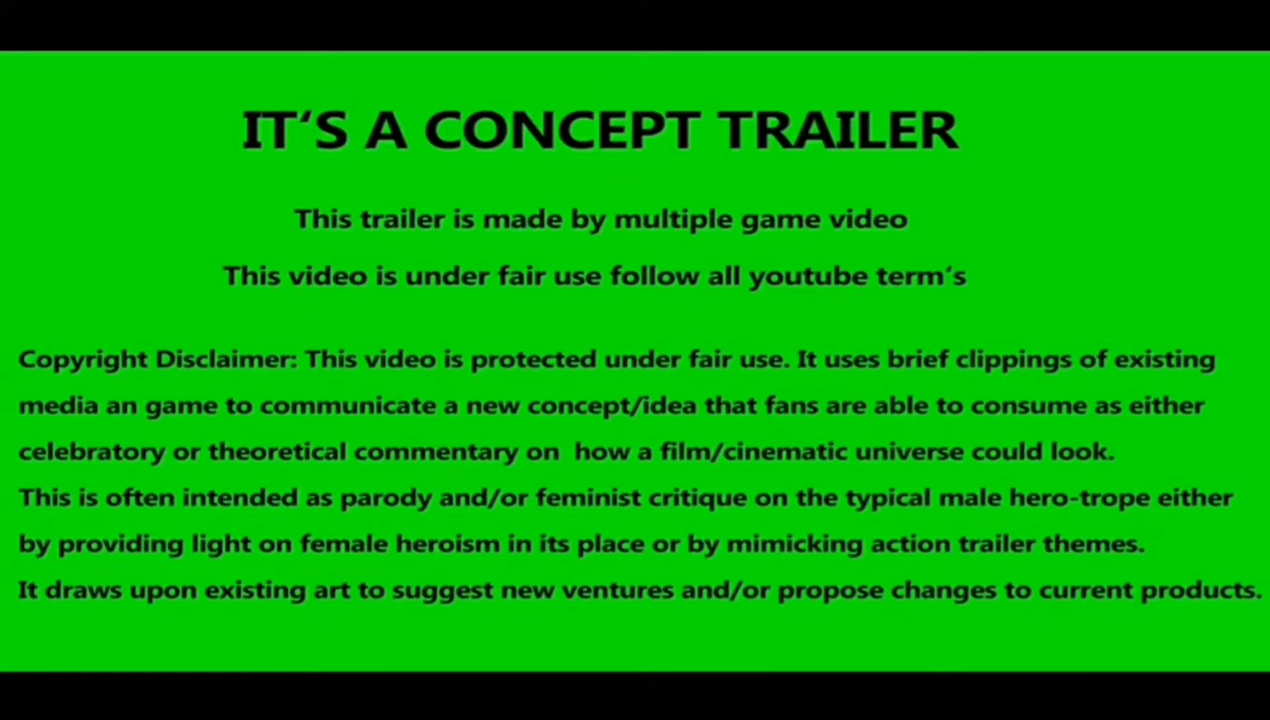 IT‘S A CONCEPT TRAILER
This trailer is made by multiple game video
This video is under fair use follow all youtube term‘s
Copyright Disclaimer: This video is protected under fair use. It uses brief clippings of existing
media an game to communicate a new concept/idea that fans are able to consume as either
celebratory or theoretical commentary on how a film/cinematic universe could look.
This is often intended as parody and/or feminist critique on the typical male hero-trope either
by providing light on female heroism in its place or by mimicking action trailer themes.
It draws upon existing art to suggest new ventures and/or propose changes to current products.